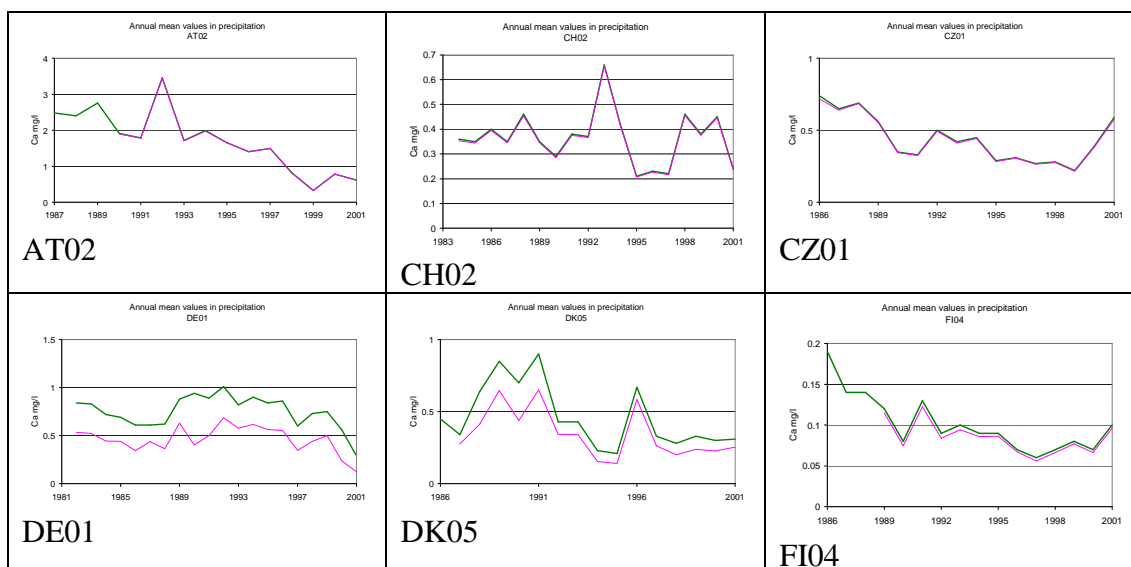 Annual mean values in precipitation
AT02
Ca mg/l
4
3
2
1
0
1987 1989 1991 1993 1995 1997 1999 2001
AT02
Annual mean values in precipitation
CH02
Ca mg/l
0.7
0.6
0.5
0.4
0.3
0.2
0.1
0
1983 1986 1989 1992 1995 1998 2001
CH02
Annual mean values in precipitation
CZ01
Ca mg/l
1
0.5
0
1986 1989 1992 1995 1998 2001
CZ01
Annual mean values in precipitation
DE01
Ca mg/l
1.5
1
0.5
0
1981 1985 1989 1993 1997 2001
DE01
Annual mean values in precipitation
DK05
Ca mg/l
1
0.5
0
1986 1991 1996 2001
DK05
Annual mean values in precipitation
FI04
Ca mg/l
0.2
0.15
0.1
0.05
0
1986 1989 1992 1995 1998 2001
FI04